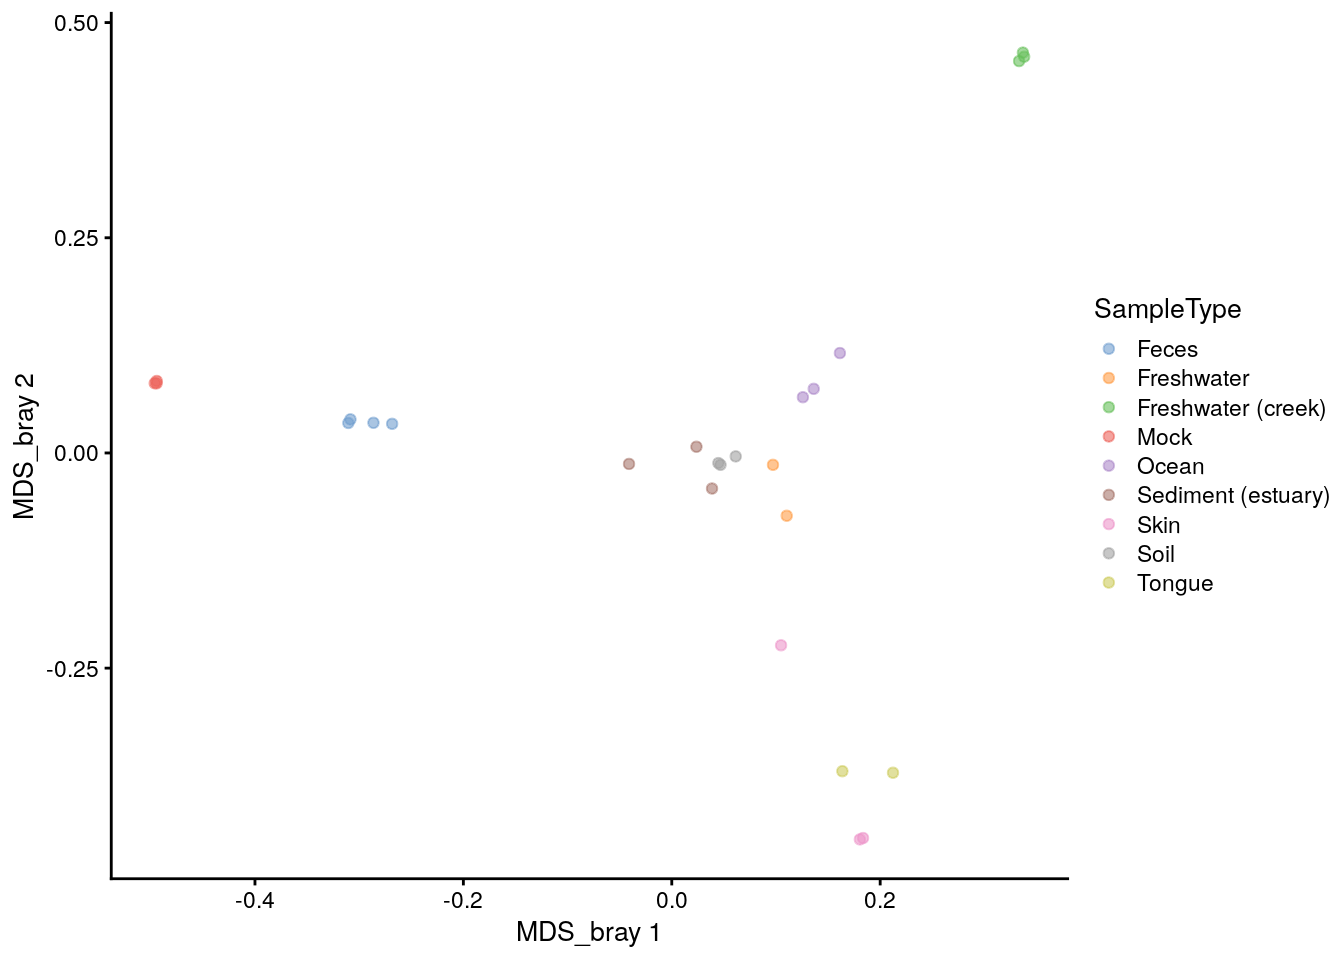 0.50
0.25
0.00
-0.25
MDS_bray 2
-0.4
-0.2
0.0
0.2
MDS_bray 1
SampleType
Feces
Freshwater
Freshwater (creek)
Mock
Ocean
Sediment (estuary)
Skin
Soil
Tongue